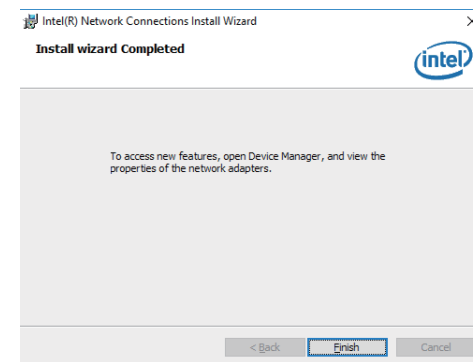 Intel(R) Network Connections Install Wizard
Install wizard Completed
intel
To access new features, open Device Manager, and view the
properties of the network adapters.
< Back
Finish
Cancel